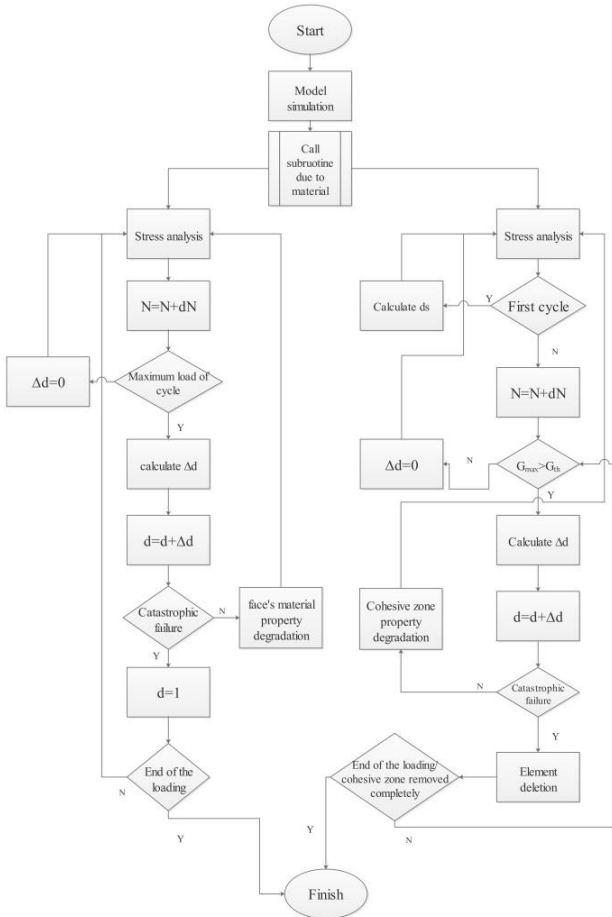 Start
Model
simulation
Call
subruotine
due to
material
Stress analysis
N=N+dN
Maximum load of
cycle
Δd=0
Y
calculate Δd
d=d+Δd
Catastrophic
failure
N
face's material
property
degradation
Y
d=1
End of the
loading
N
Y
Stress analysis
First cycle
Y
Calculate ds
N
N=N+dN
Gmax>Gth
N
Δd=0
Y
Calculate Δd
d=d+Δd
Cohesive zone
property
degradation
Catastrophic
failure
N
Y
Element
deletion
End of the loading/
cohesive zone removed
completely
Y
N
Finish